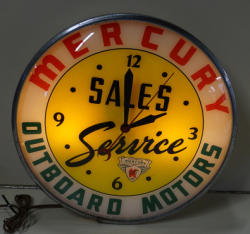 MERCURY
12
SALES
9
3
Service
6
OUTBOARD MOTORS